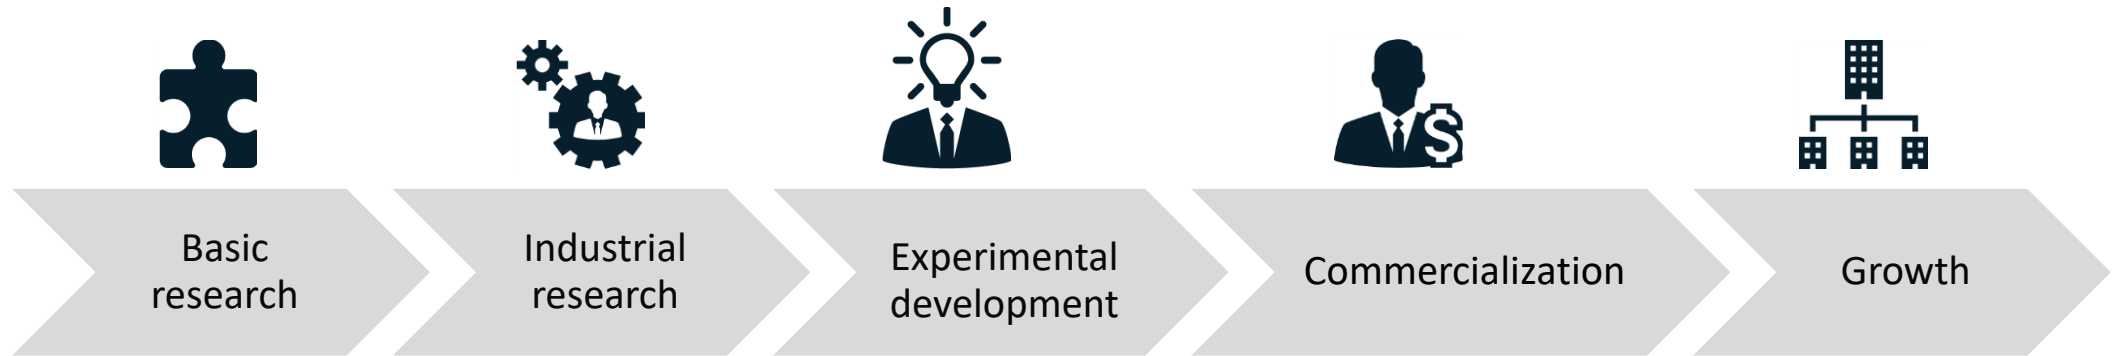 Basic
research
Industrial
research
Experimental
development
Commercialization
Growth